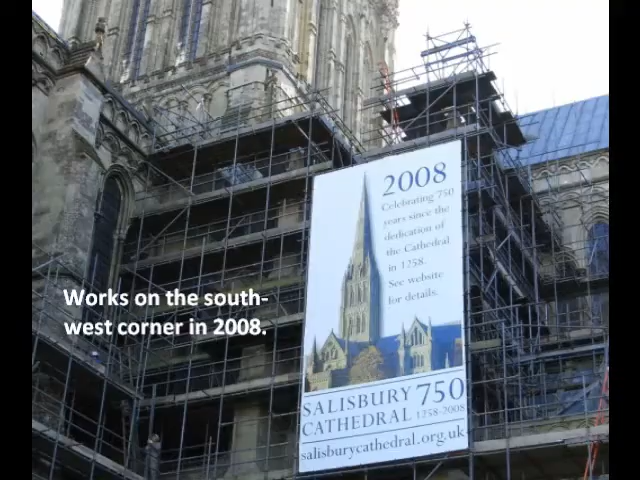 2008
Celebrating 750
years since the
dedication of
the Cathedral
in 1258.
See website
for details.
Works on the south-
west corner in 2008.
SALISBURY 750
CATHEDRAL 1258-2008
salisburycathedral.org.uk